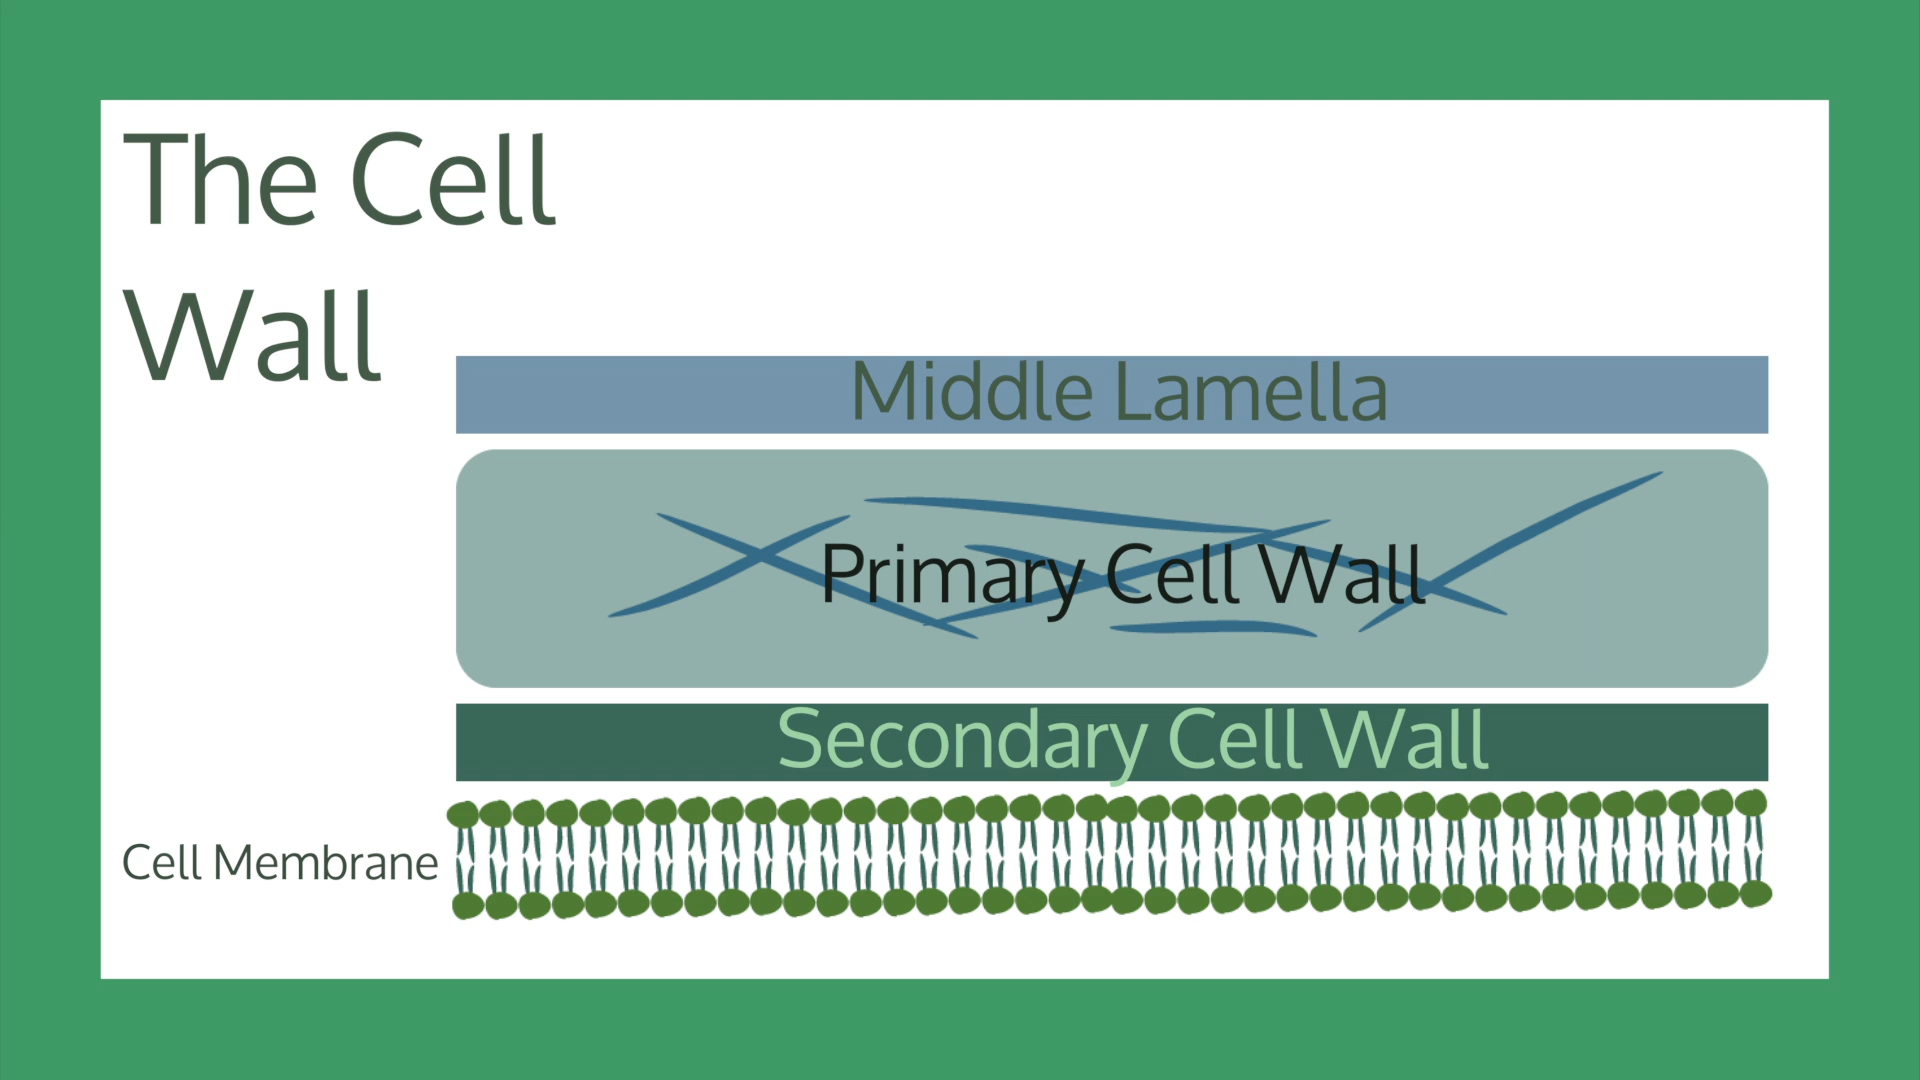 The Cell
Wall
Middle Lamella
Primary Cell Wall
Secondary Cell Wall
Cell Membrane